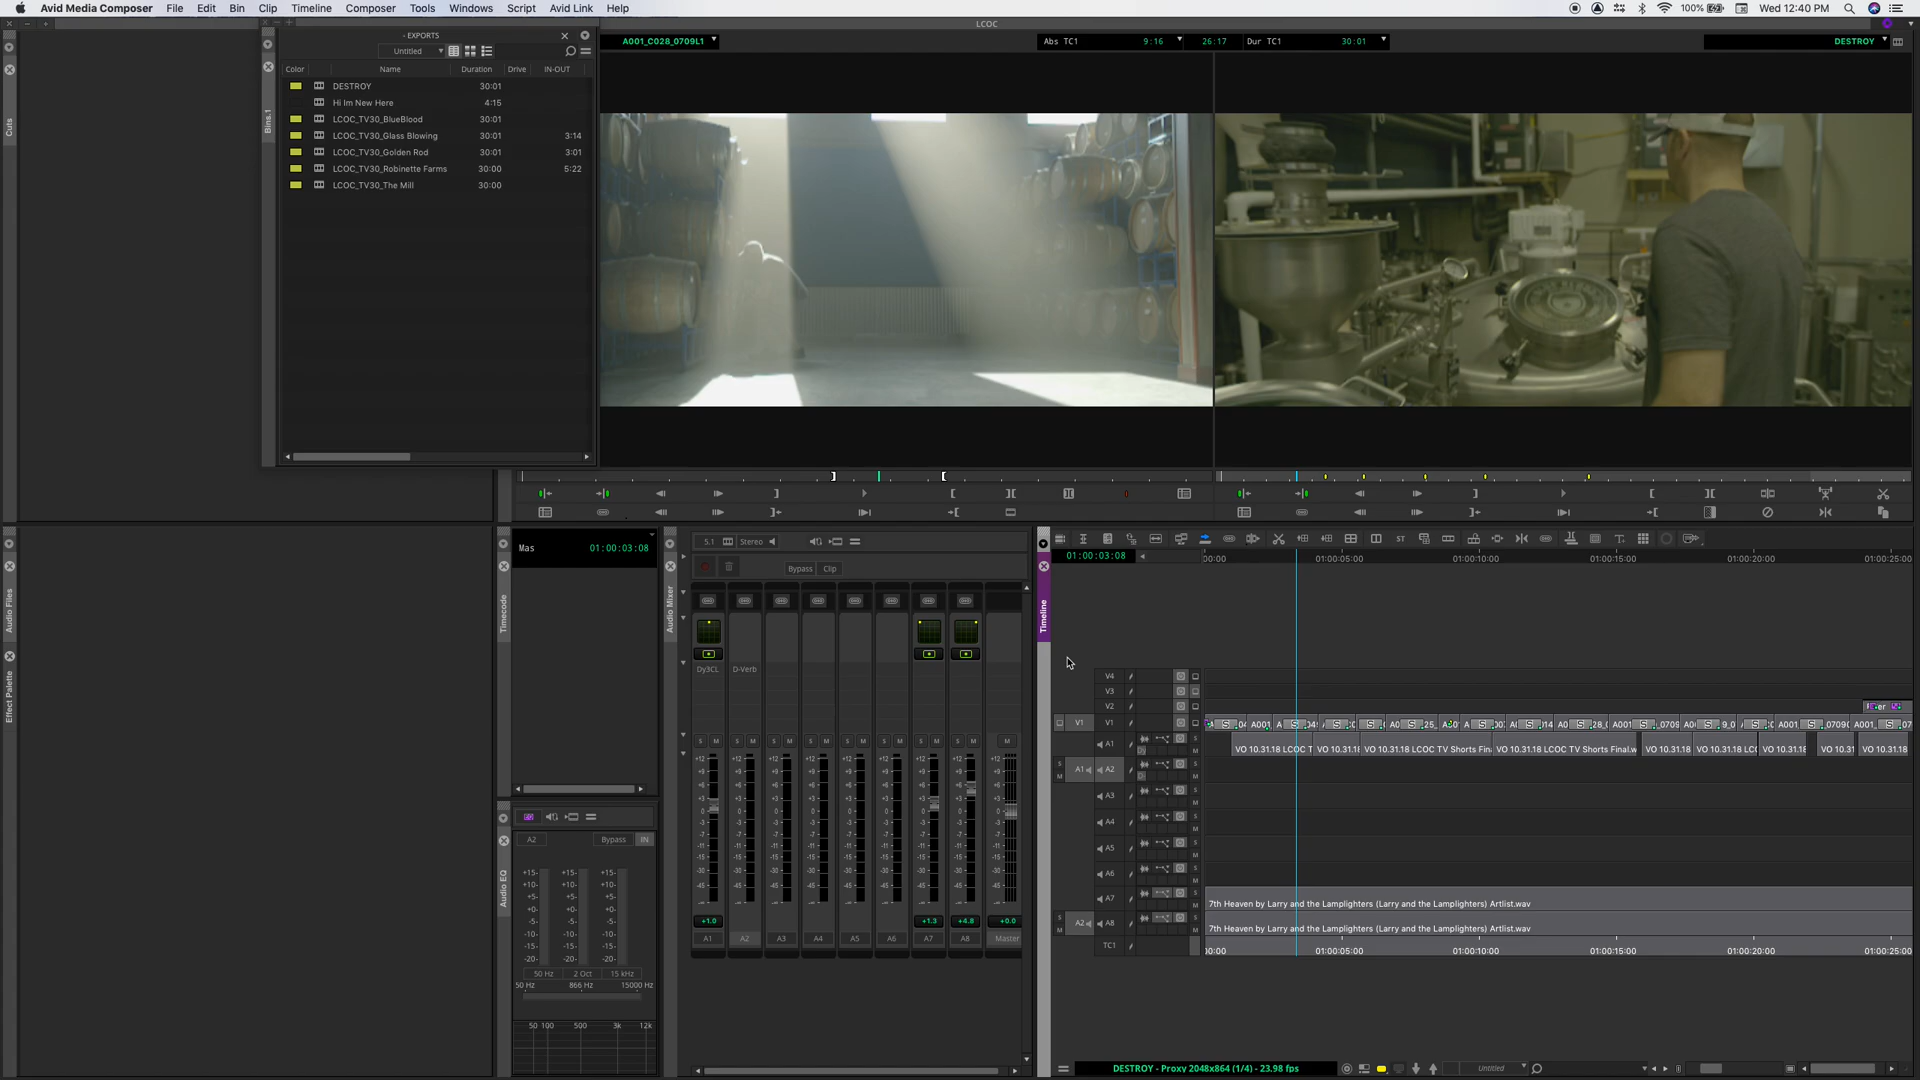 Avid Media Composer File Edit Bin Clip Timeline Composer Tools Windows Script Avid Link Help 100% Wed 12:40 PM
LCOC
- EXPORTS
Untitled
Color Name Duration Drive IN-OUT
DESTROY 30:01
Hi Im New Here 4:15
LCOC_TV30_BlueBlood 30:01
LCOC_TV30_Glass Blowing 30:01 3:14
LCOC_TV30_Golden Rod 30:01 3:01
LCOC_TV30_Robinette Farms 30:00 5:22
LCOC_TV30_The Mill 30:00
Cuts
Bins.1
A001_C028_0709L1 Abs TC1 9:16 26:17 Dur TC1 30:01 DESTROY
Audio Files
Effect Palette
Timecode
Mas 01:00:03:08
Audio EQ
A2 Bypass IN
+15- +15- +15-
+10- +10- +10-
+5- +5- +5-
+0- +0- +0-
-5- -5- -5-
-10- -10- -10-
-15- -15- -15-
-20- -20- -20-
50 Hz 2 Oct 15 kHz
50 Hz 866 Hz 15000 Hz
50 100 500 3k 12k
Audio Mixer
5.1 Stereo
Bypass Clip
Dy3CL D-Verb
S M S M S M S M S M S M S M S M M
+12 +12 +12 +12 +12 +12 +12 +12 +12
+9 +9 +9 +9 +9 +9 +9 +9 +9
+6 +6 +6 +6 +6 +6 +6 +6 +6
+3 +3 +3 +3 +3 +3 +3 +3 +3
0 0 0 0 0 0 0 0 0
-3 -3 -3 -3 -3 -3 -3 -3 -3
-7 -7 -7 -7 -7 -7 -7 -7 -7
-11 -11 -11 -11 -11 -11 -11 -11 -11
-15 -15 -15 -15 -15 -15 -15 -15 -15
-30 -30 -30 -30 -30 -30 -30 -30 -30
-45 -45 -45 -45 -45 -45 -45 -45 -45
+1.0 +1.3 +4.8 +0.0
A1 A2 A3 A4 A5 A6 A7 A8 Master
Timeline
01:00:03:08 00:00 01:00:05:00 01:00:10:00 01:00:15:00 01:00:20:00 01:00:25:00
V4
V3
V2
V1 V1
A1 VO 10.31.18 LCOC T VO 10.31.18 VO 10.31.18 LCOC TV Shorts Fina VO 10.31.18 LCOC TV Shorts Final.w VO 10.31.18 VO 10.31.18 LCC VO 10.31.18 VO 10.31 VO 10.31.18
A1 A2
A3
A4
A5
A6
A7 7th Heaven by Larry and the Lamplighters (Larry and the Lamplighters) Artlist.wav
A2 A8 7th Heaven by Larry and the Lamplighters (Larry and the Lamplighters) Artlist.wav
TC1 00:00 01:00:05:00 01:00:10:00 01:00:15:00 01:00:20:00 01:00:25:00
DESTROY - Proxy 2048x864 (1/4) - 23.98 fps Untitled